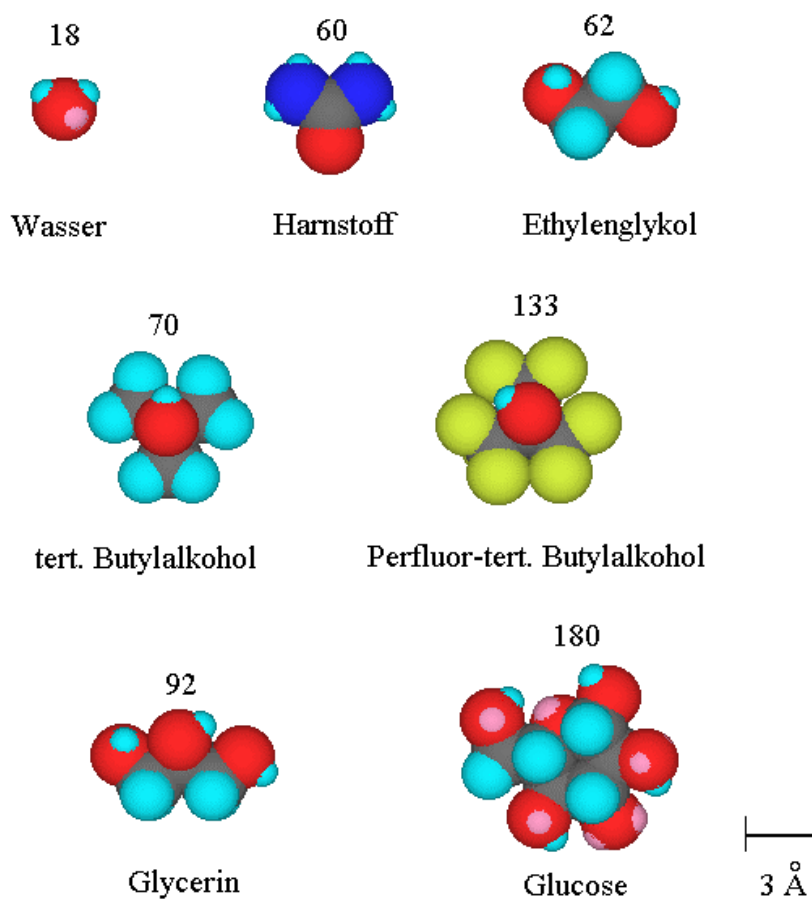 18
60
62
Wasser
Harnstoff
Ethylenglykol
70
133
tert. Butylalkohol
Perfluor-tert. Butylalkohol
92
180
Glycerin
Glucose
3 Å